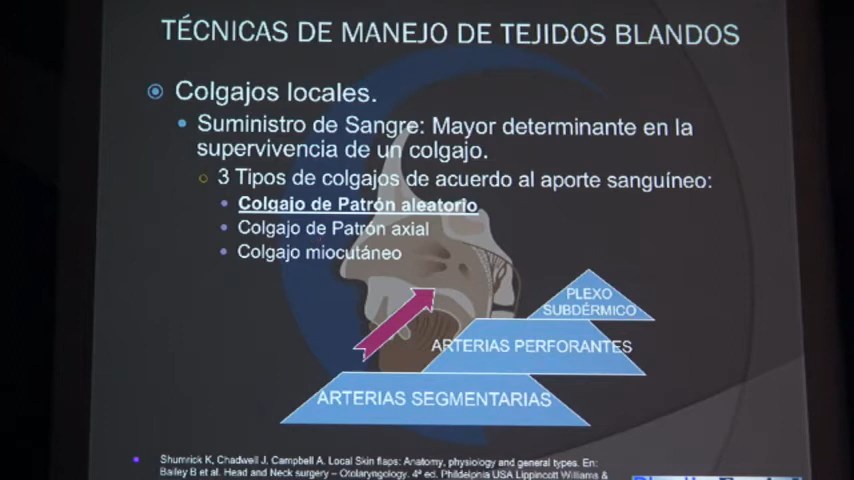 TÉCNICAS DE MANEJO DE TEJIDOS BLANDOS
Colgajos locales.
Suministro de Sangre: Mayor determinante en la
supervivencia de un colgajo.
3 Tipos de colgajos de acuerdo al aporte sanguíneo:
Colgajo de Patrón aleatorio
Colgajo de Patrón axial
Colgajo miocutáneo
PLEXO
SUBDÉRMICO
ARTERIAS PERFORANTES
ARTERIAS SEGMENTARIAS
Shumrick K, Chadwell J, Campbell A. Local Skin flaps: Anatomy, physiology and general types. En:
Bailey B et al. Head and Neck surgery – Otolaryngology. 4ª ed. Phildelpia USA Lippincott Williams &